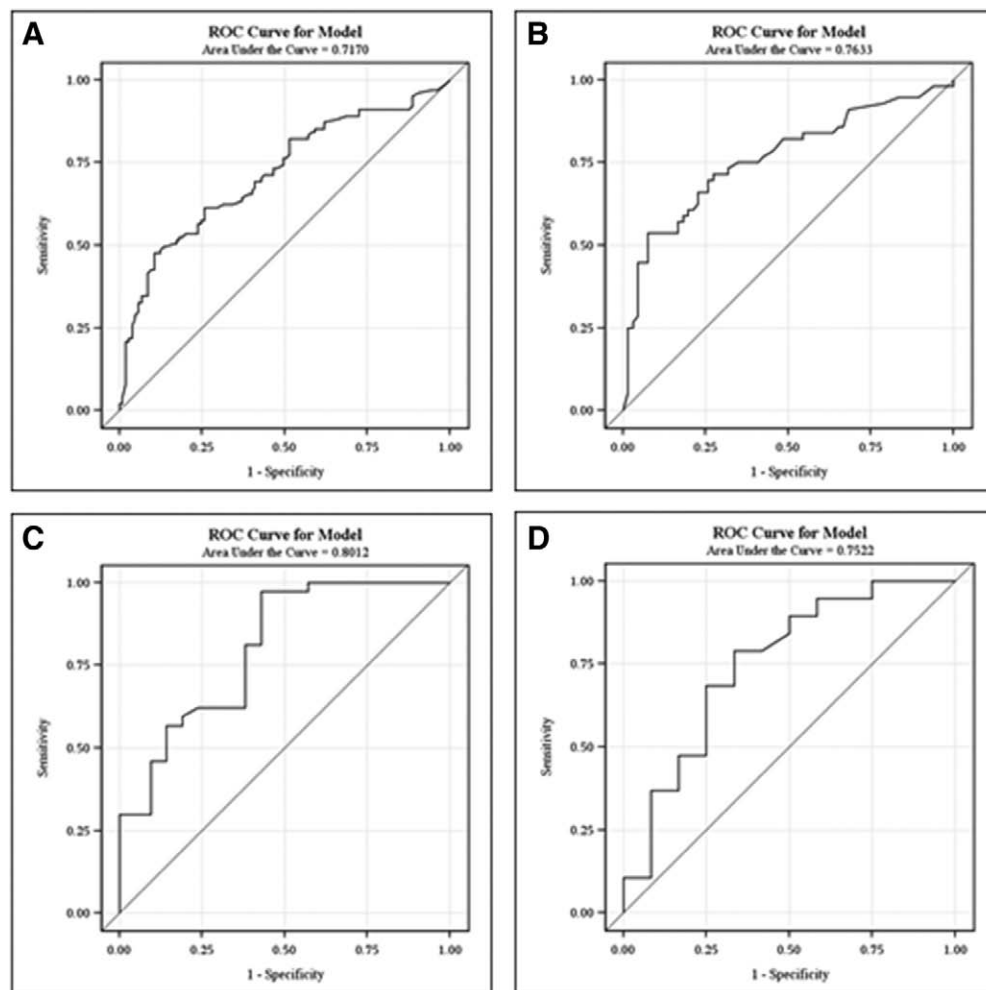 A
ROC Curve for Model
Area Under the Curve = 0.7170
1.00
0.75
0.50
0.25
0.00
Sensitivity
0.00 0.25 0.50 0.75 1.00
1 - Specificity
B
ROC Curve for Model
Area Under the Curve = 0.7633
1.00
0.75
0.50
0.25
0.00
Sensitivity
0.00 0.25 0.50 0.75 1.00
1 - Specificity
C
ROC Curve for Model
Area Under the Curve = 0.8012
1.00
0.75
0.50
0.25
0.00
Sensitivity
0.00 0.25 0.50 0.75 1.00
1 - Specificity
D
ROC Curve for Model
Area Under the Curve = 0.7522
1.00
0.75
0.50
0.25
0.00
Sensitivity
0.00 0.25 0.50 0.75 1.00
1 - Specificity